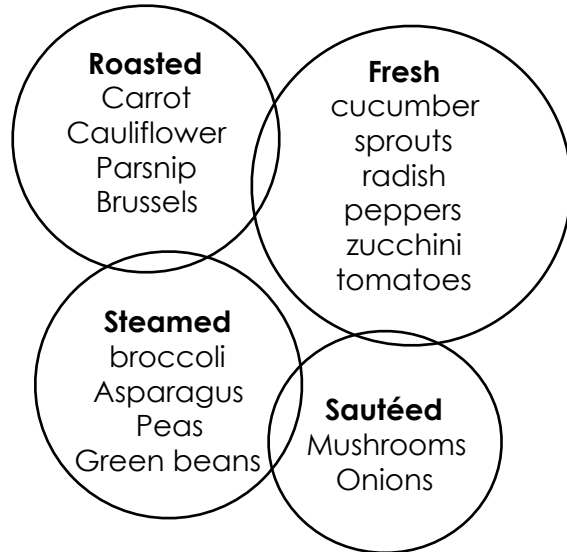 Roasted
Carrot
Cauliflower
Parsnip
Brussels
Fresh
cucumber
sprouts
radish
peppers
zucchini
tomatoes
Steamed
broccoli
Asparagus
Peas
Green beans
Sautéed
Mushrooms
Onions